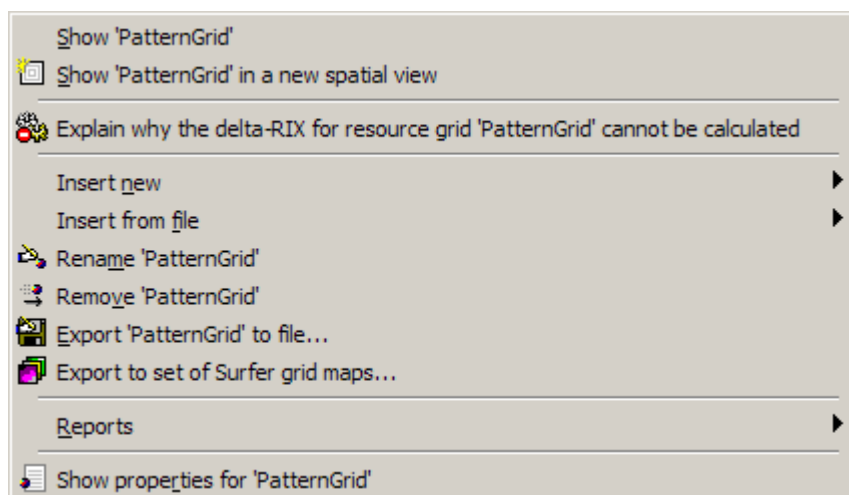 Show 'PatternGrid'
Show 'PatternGrid' in a new spatial view
Explain why the delta-RIX for resource grid 'PatternGrid' cannot be calculated
Insert new
Insert from file
Rename 'PatternGrid'
Remove 'PatternGrid'
Export 'PatternGrid' to file...
Export to set of Surfer grid maps...
Reports
Show properties for 'PatternGrid'